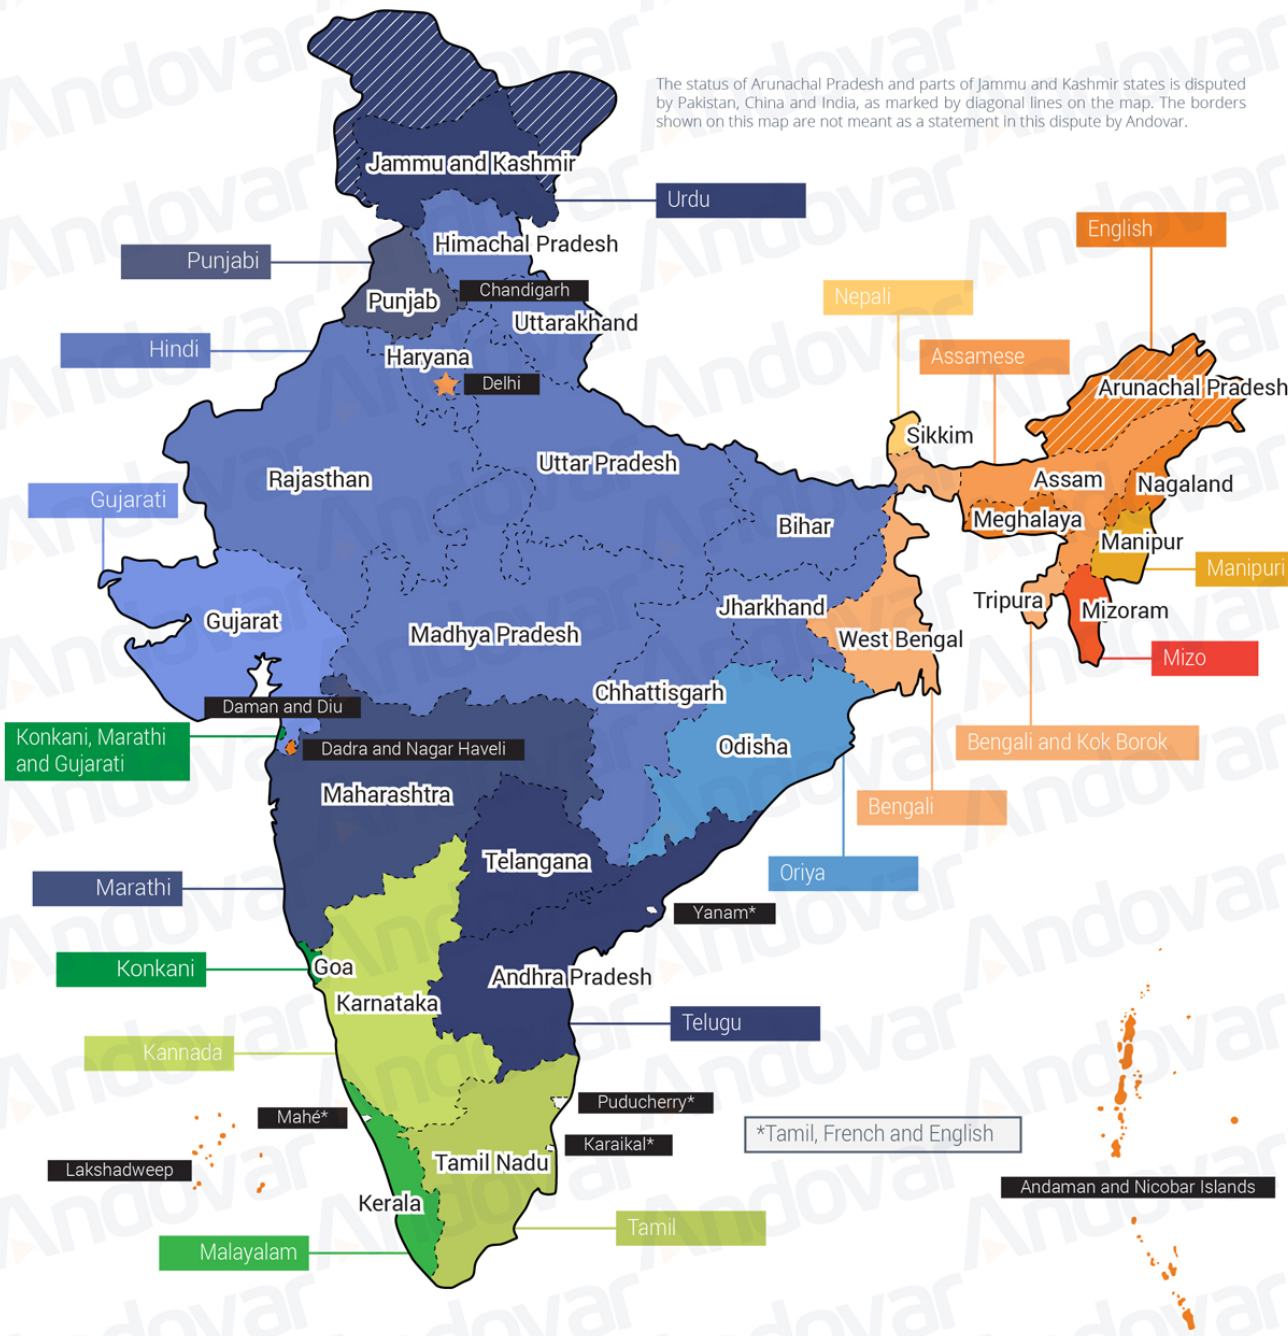 The status of Arunachal Pradesh and parts of Jammu and Kashmir states is disputed
by Pakistan, China and India, as marked by diagonal lines on the map. The borders
shown on this map are not meant as a statement in this dispute by Andovar.
Jammu and Kashmir
Urdu
English
Himachal Pradesh
Punjabi
Chandigarh
Nepali
Punjab
Uttarakhand
Hindi
Haryana
Assamese
Delhi
Arunachal Pradesh
Sikkim
Uttar Pradesh
Rajasthan
Assam
Nagaland
Gujarati
Meghalaya
Bihar
Manipur
Manipuri
Tripura
Mizoram
Jharkhand
Gujarat
Madhya Pradesh
West Bengal
Mizo
Chhattisgarh
Daman and Diu
Konkani, Marathi
and Gujarati
Dadra and Nagar Haveli
Odisha
Bengali and Kok Borok
Maharashtra
Bengali
Telangana
Oriya
Marathi
Yanam*
Konkani
Goa
Andhra Pradesh
Karnataka
Telugu
Kannada
Puducherry*
Mahé*
*Tamil, French and English
Karaikal*
Lakshadweep
Tamil Nadu
Andaman and Nicobar Islands
Kerala
Tamil
Malayalam
Andovar